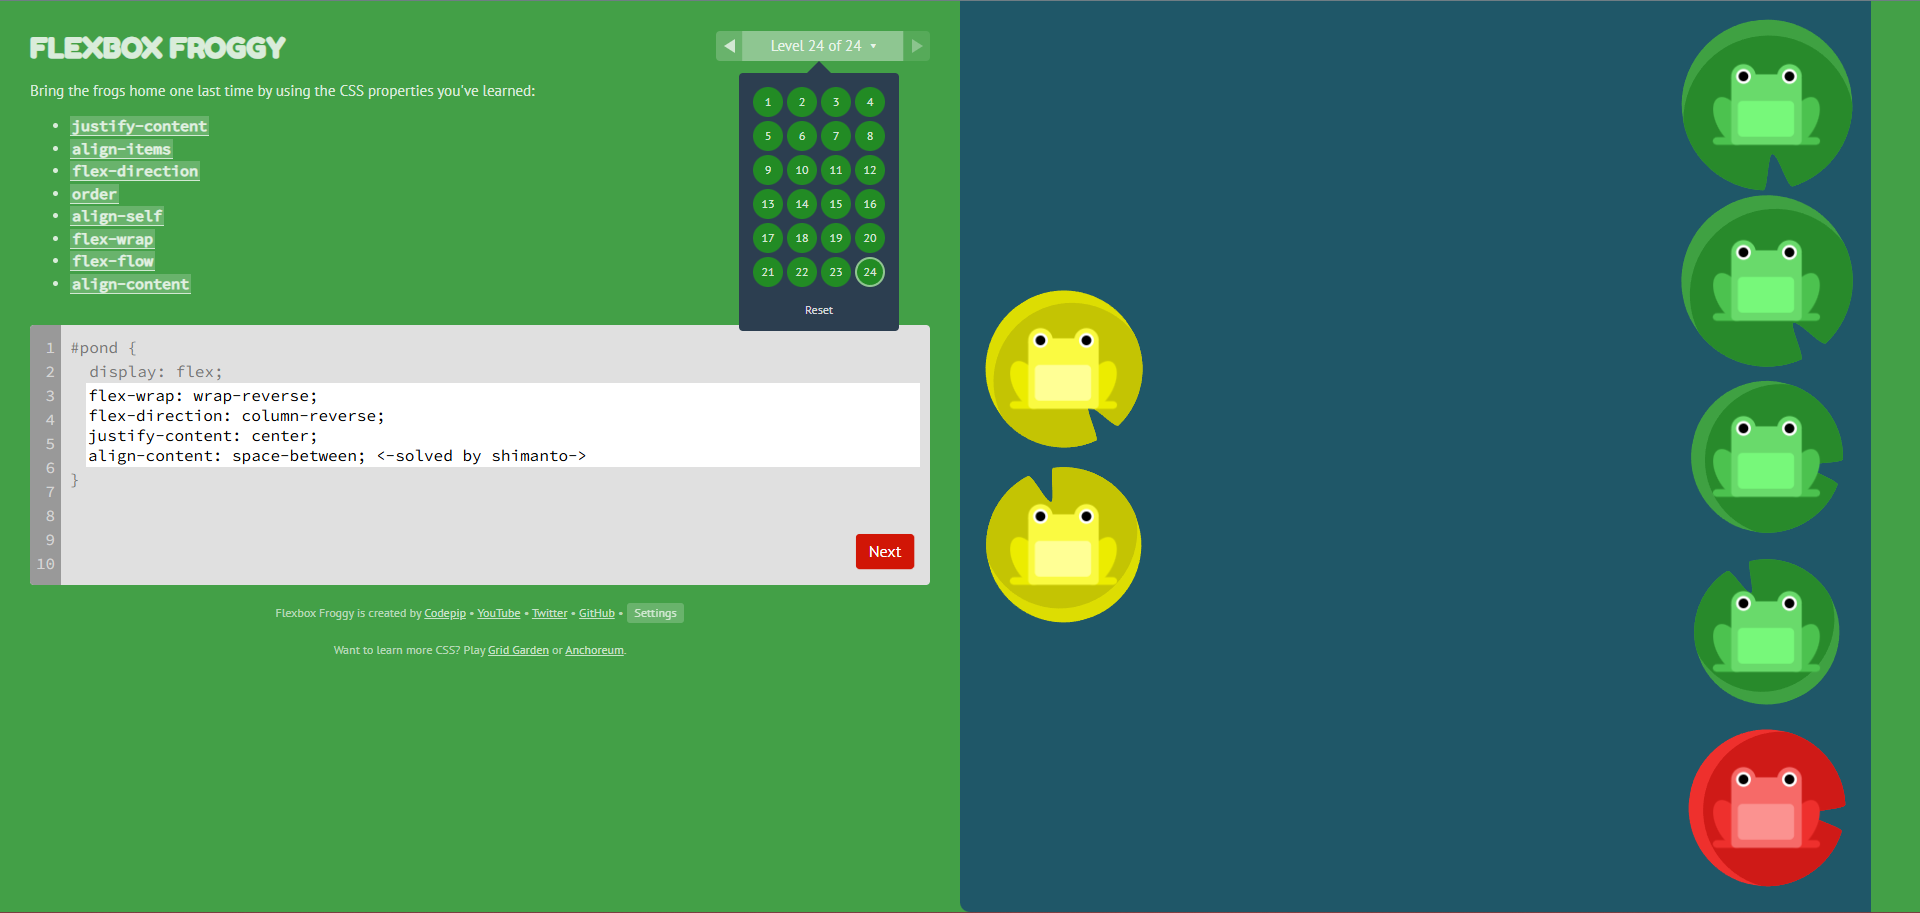 FLEXBOX FROGGY
◀ Level 24 of 24 ▾ ▶
Bring the frogs home one last time by using the CSS properties you've learned:
• justify-content
• align-items
• flex-direction
• order
• align-self
• flex-wrap
• flex-flow
• align-content
1 2 3 4
5 6 7 8
9 10 11 12
13 14 15 16
17 18 19 20
21 22 23 24
Reset
1 #pond {
2 display: flex;
3 flex-wrap: wrap-reverse;
4 flex-direction: column-reverse;
5 justify-content: center;
6 align-content: space-between; <-solved by shimanto->
7 }
8
9
10
Next
Flexbox Froggy is created by Codepip • YouTube • Twitter • GitHub • Settings
Want to learn more CSS? Play Grid Garden or Anchoreum.